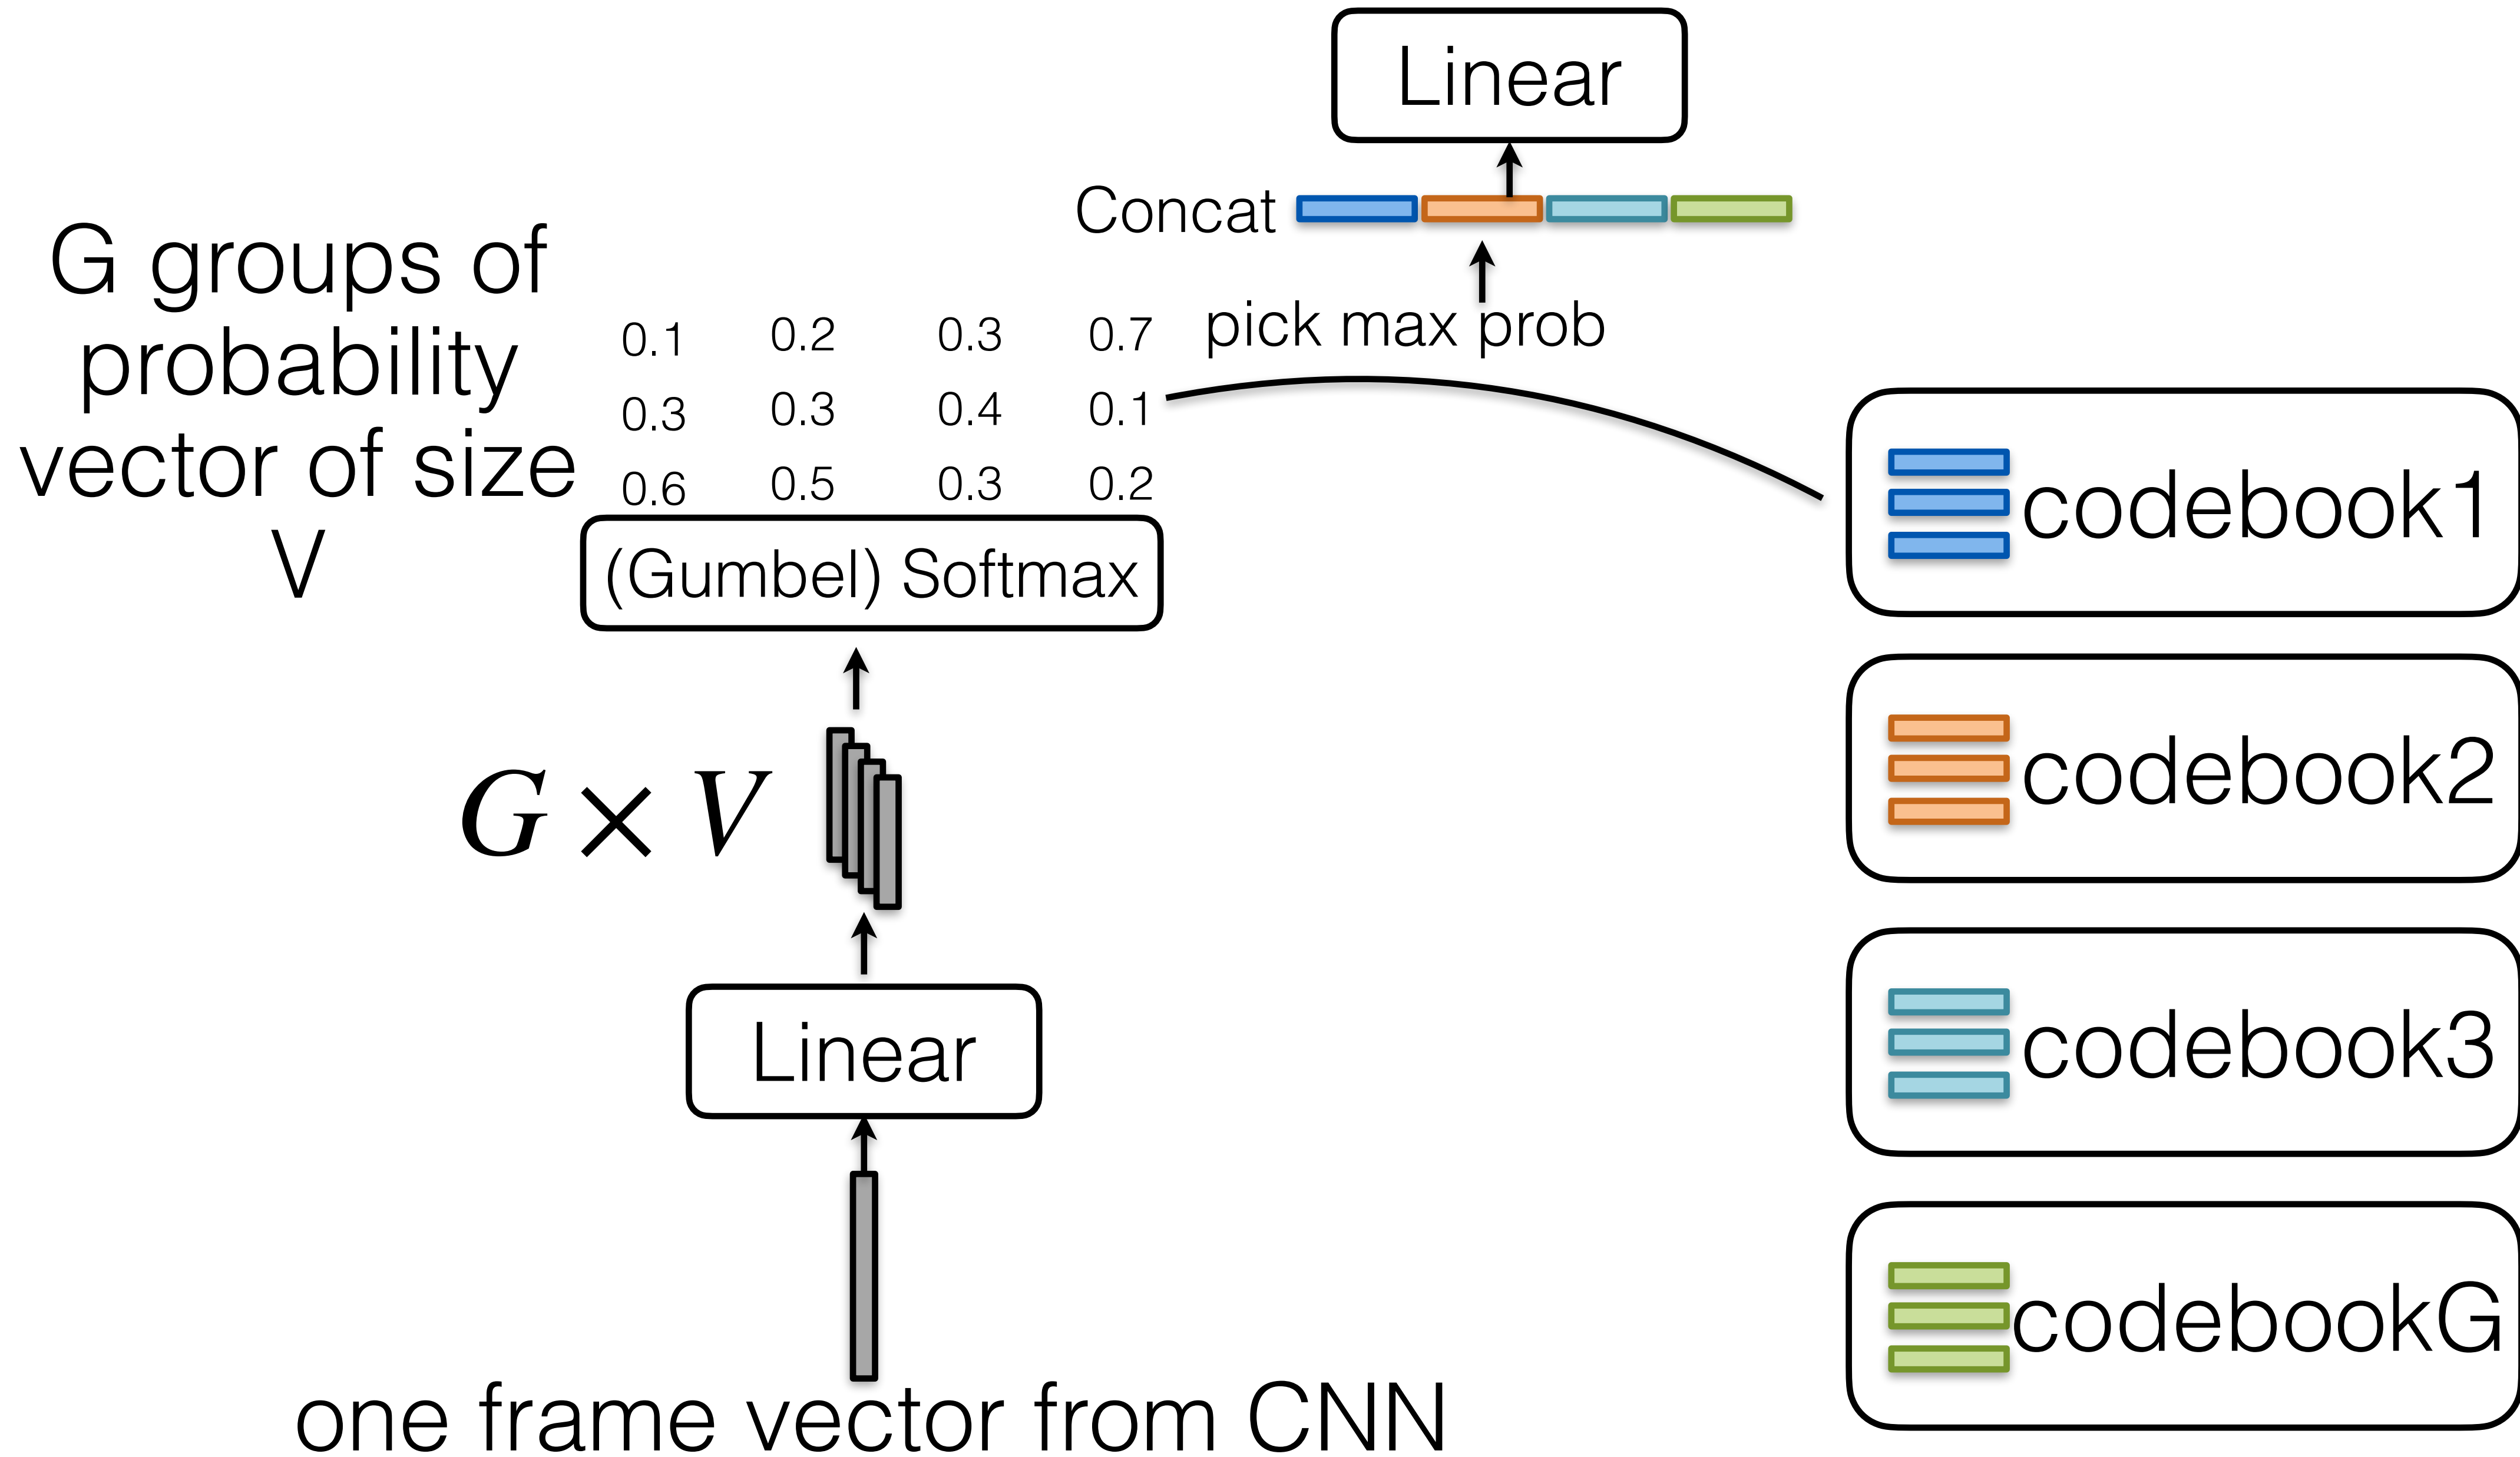 Linear
Concat
pick max prob
G groups of
probability
vector of size
V
0.1 0.2 0.3 0.7
0.3 0.3 0.4 0.1
0.6 0.5 0.3 0.2
(Gumbel) Softmax
G × V
Linear
one frame vector from CNN
codebook1
codebook2
codebook3
codebookG